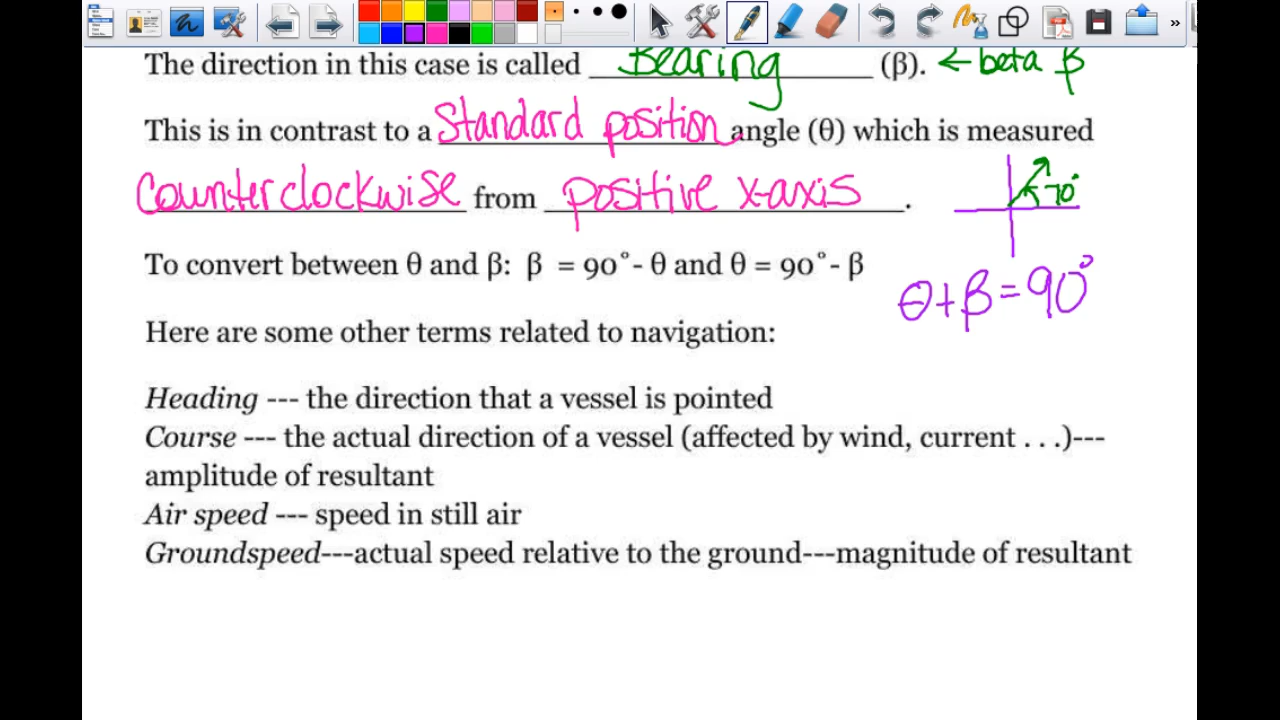 The direction in this case is called Bearing (β). ← beta β
This is in contrast to a Standard position angle (θ) which is measured
Counterclockwise from positive x-axis.
70°
To convert between θ and β: β = 90° - θ and θ = 90° - β
θ+β=90°
Here are some other terms related to navigation:
Heading --- the direction that a vessel is pointed
Course --- the actual direction of a vessel (affected by wind, current . . .)---
amplitude of resultant
Air speed --- speed in still air
Groundspeed---actual speed relative to the ground---magnitude of resultant